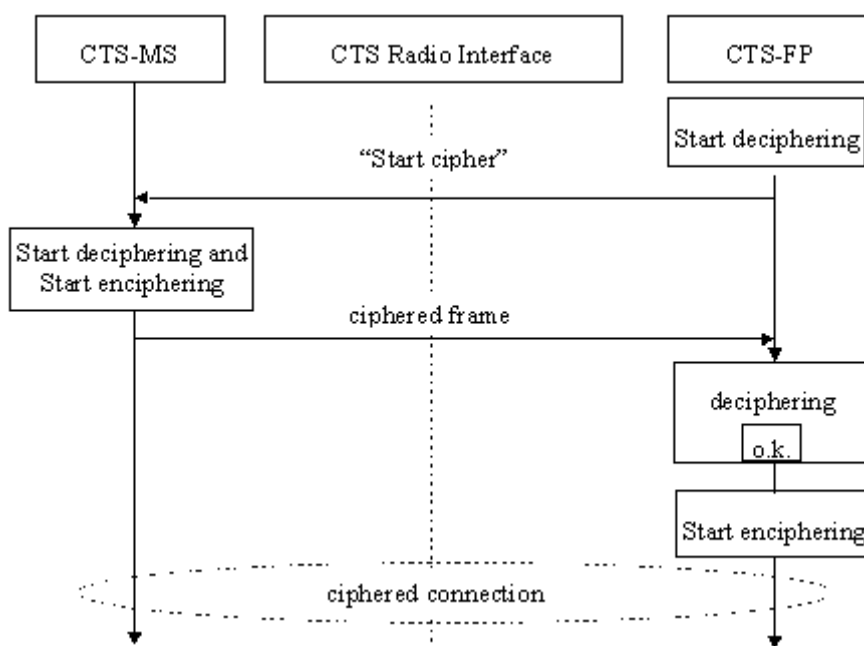 CTS-MS
CTS Radio Interface
CTS-FP
Start deciphering
“Start cipher”
Start deciphering and
Start enciphering
ciphered frame
deciphering
o.k.
Start enciphering
ciphered connection